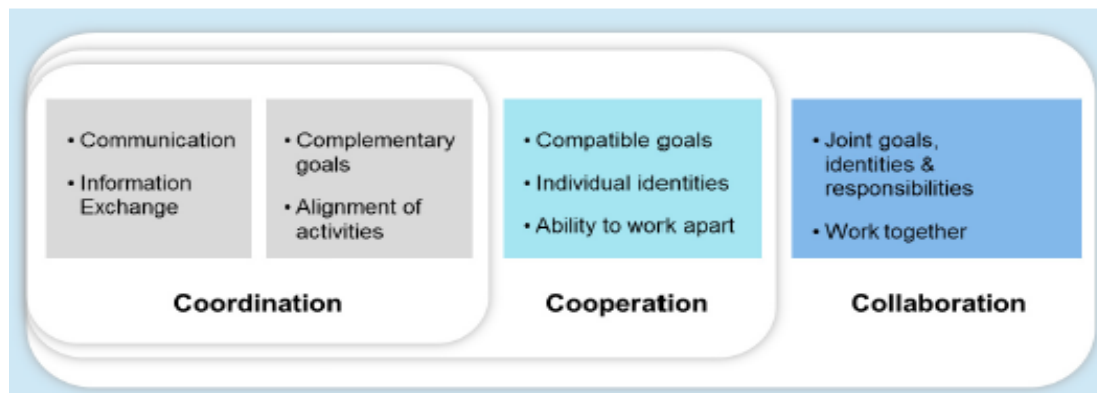 • Communication
• Information
Exchange
• Complementary
goals
• Alignment of
activities
• Compatible goals
• Individual identities
• Ability to work apart
• Joint goals,
identities &
responsibilities
• Work together
Coordination
Cooperation
Collaboration